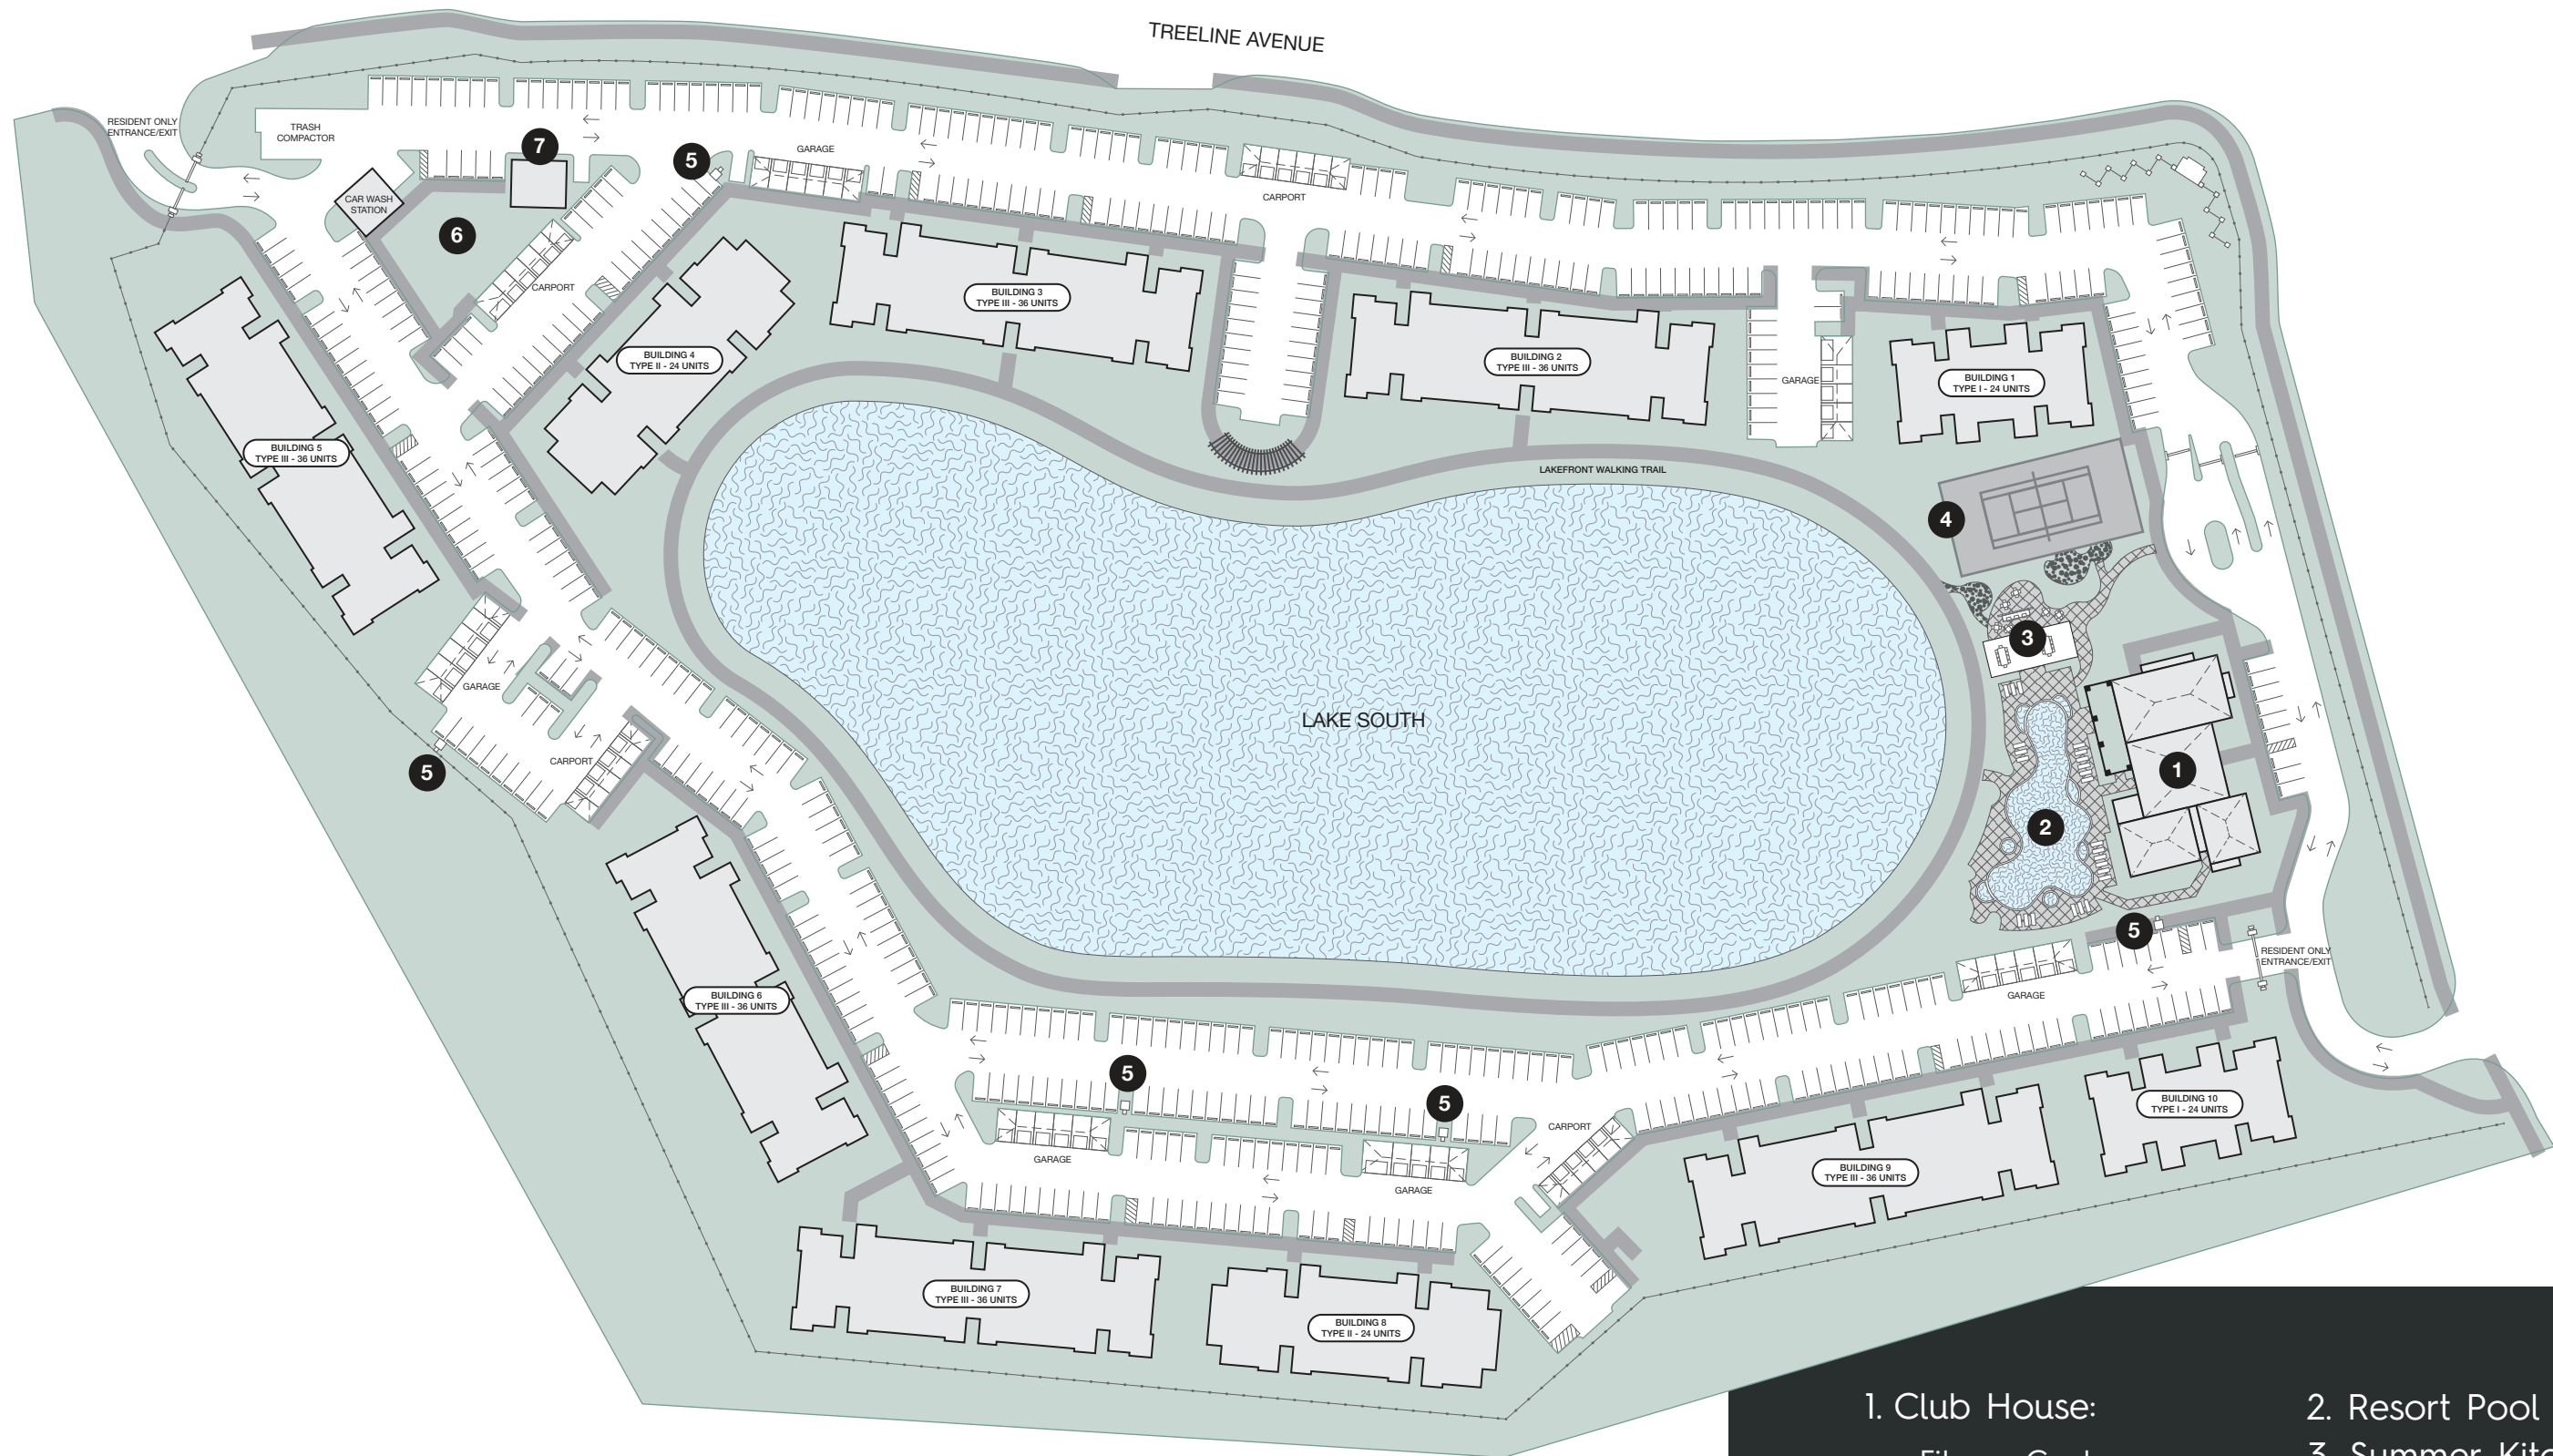 TREELINE AVENUE
RESIDENT ONLY
ENTRANCE/EXIT
TRASH
COMPACTOR
7
5
GARAGE
CARPORT
CAR WASH
STATION
6
CARPORT
BUILDING 3
TYPE III - 36 UNITS
BUILDING 4
TYPE II - 24 UNITS
BUILDING 2
TYPE III - 36 UNITS
GARAGE
BUILDING 1
TYPE I - 24 UNITS
BUILDING 5
TYPE III - 36 UNITS
LAKEFRONT WALKING TRAIL
4
3
GARAGE
LAKE SOUTH
5
CARPORT
1
2
5
RESIDENT ONLY
ENTRANCE/EXIT
GARAGE
BUILDING 6
TYPE III - 36 UNITS
5
5
GARAGE
GARAGE
CARPORT
BUILDING 10
TYPE I - 24 UNITS
BUILDING 9
TYPE III - 36 UNITS
BUILDING 7
TYPE III - 36 UNITS
BUILDING 8
TYPE II - 24 UNITS
1. Club House:
2. Resort Pool
3. Summer